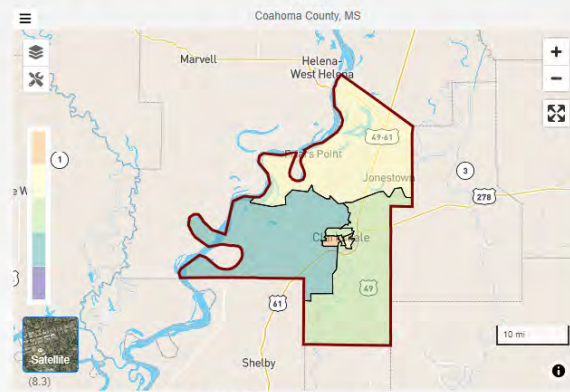 Coahoma County, MS
Marvell
Helena-
West Helena
49-61
1
Friars Point
Jonestown
3
278
Clarksdale
49
61
10 mi
Satellite
Shelby
(8.3)